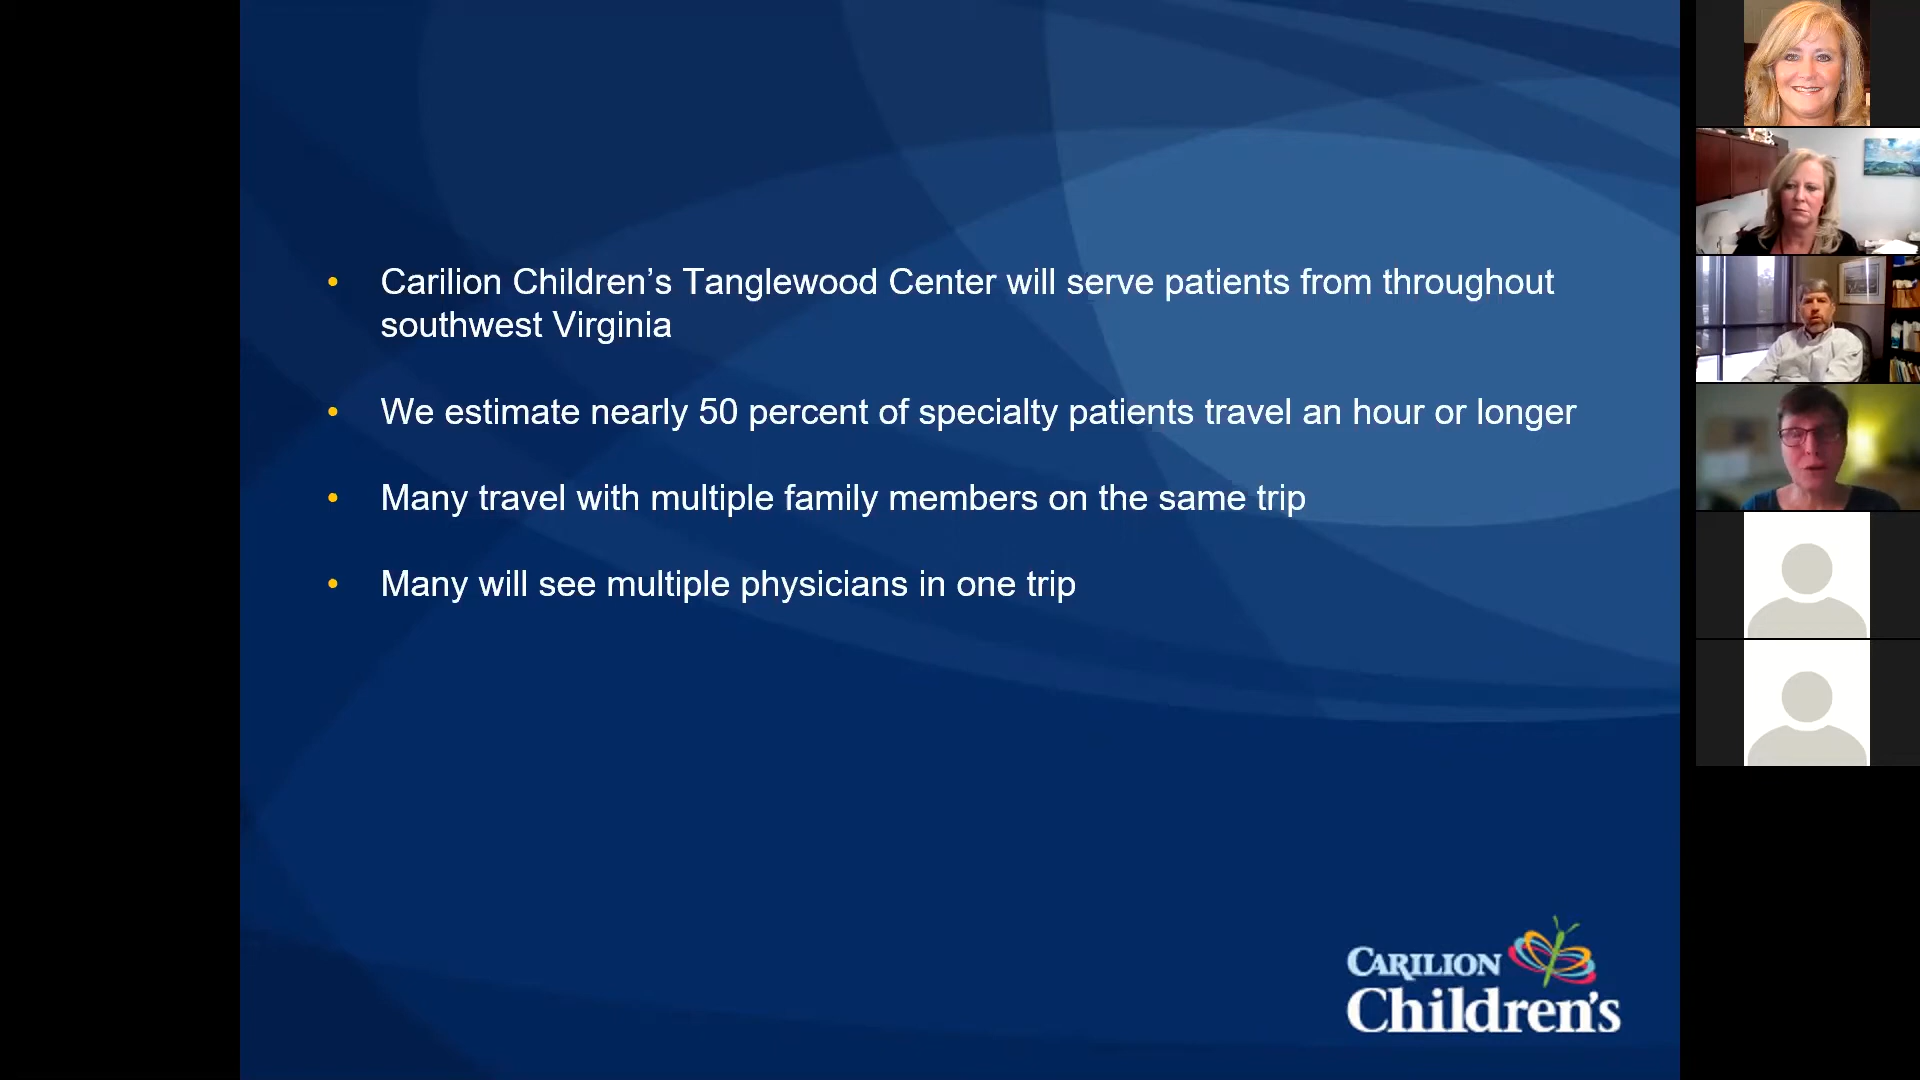 • Carilion Children’s Tanglewood Center will serve patients from throughout
southwest Virginia
• We estimate nearly 50 percent of specialty patients travel an hour or longer
• Many travel with multiple family members on the same trip
• Many will see multiple physicians in one trip
CARILION
Children's